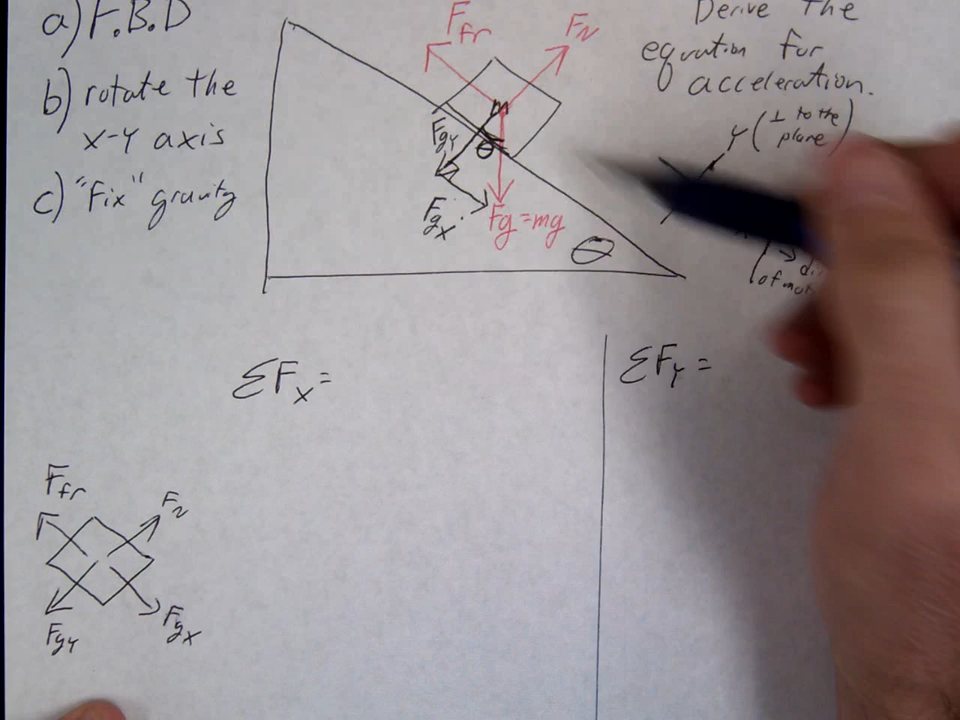 a) F.B.D
b) rotate the
x-y axis
c) "Fix" gravity
Ffr
FN
m
Fgy
θ
Fgx
Fg=mg
θ
Derive the
equation for
acceleration.
y (⊥ to the
plane)
of
ΣFx=
ΣFy=
Ffr
FN
Fgy
Fgx